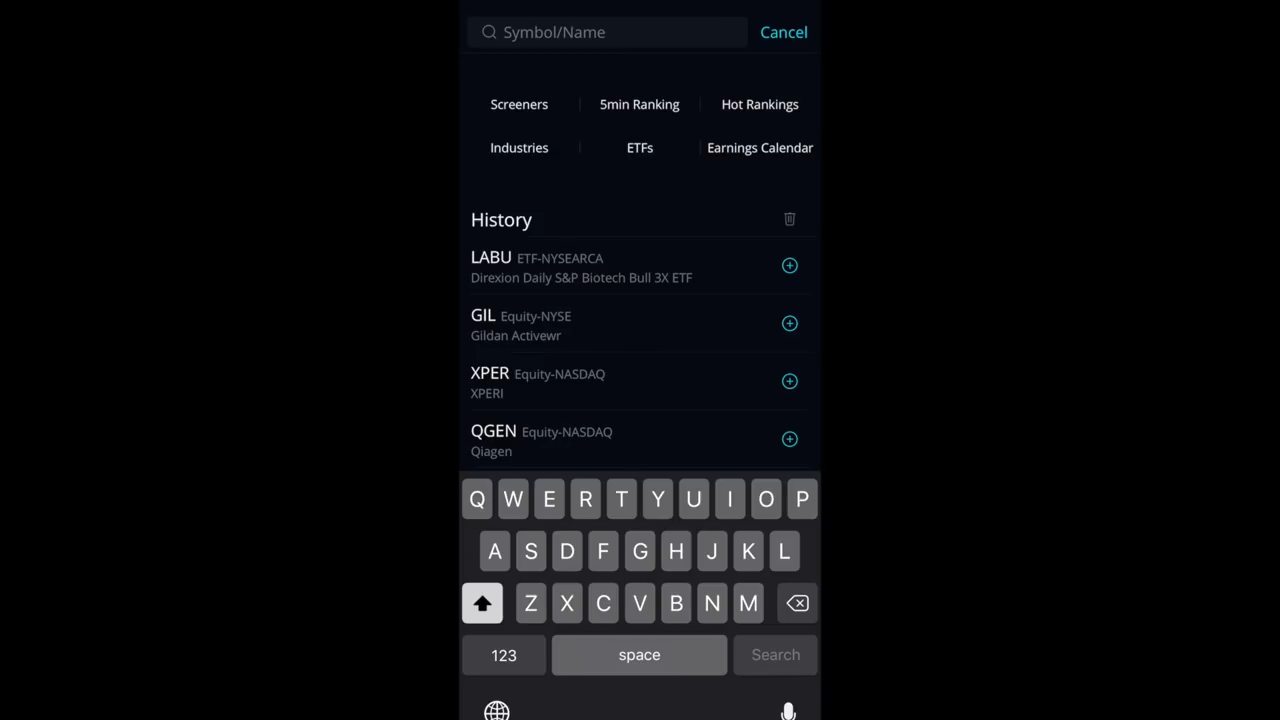 Symbol/Name Cancel
Screeners 5min Ranking Hot Rankings
Industries ETFs Earnings Calendar
History
LABU ETF-NYSEARCA
Direxion Daily S&P Biotech Bull 3X ETF
GIL Equity-NYSE
Gildan Activewr
XPER Equity-NASDAQ
XPERI
QGEN Equity-NASDAQ
Qiagen
Q W E R T Y U I O P
A S D F G H J K L
Z X C V B N M
123 space Search